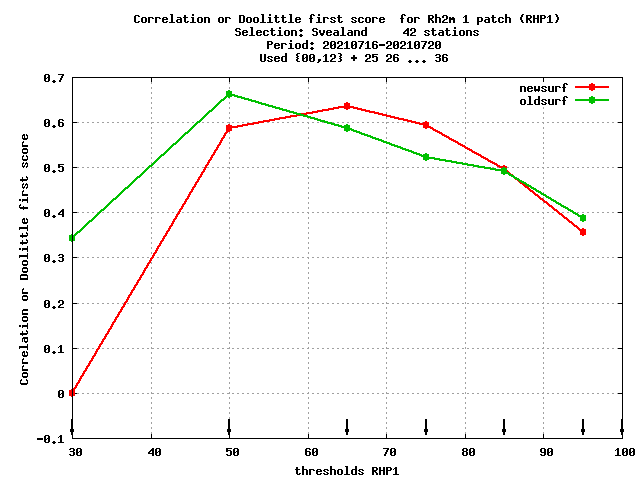 Correlation or Doolittle first score  for Rh2m 1 patch (RHP1)
Selection: Svealand     42 stations
Period: 20210716-20210720
Used {00,12} + 25 26 ... 36
newsurf
oldsurf
0.7
0.6
0.5
0.4
0.3
0.2
0.1
0
-0.1
Correlation or Doolittle first score
30 40 50 60 70 80 90 100
thresholds RHP1